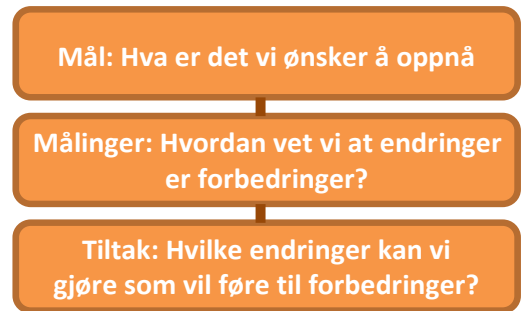 Mål: Hva er det vi ønsker å oppnå
Målinger: Hvordan vet vi at endringer
er forbedringer?
Tiltak: Hvilke endringer kan vi
gjøre som vil føre til forbedringer?